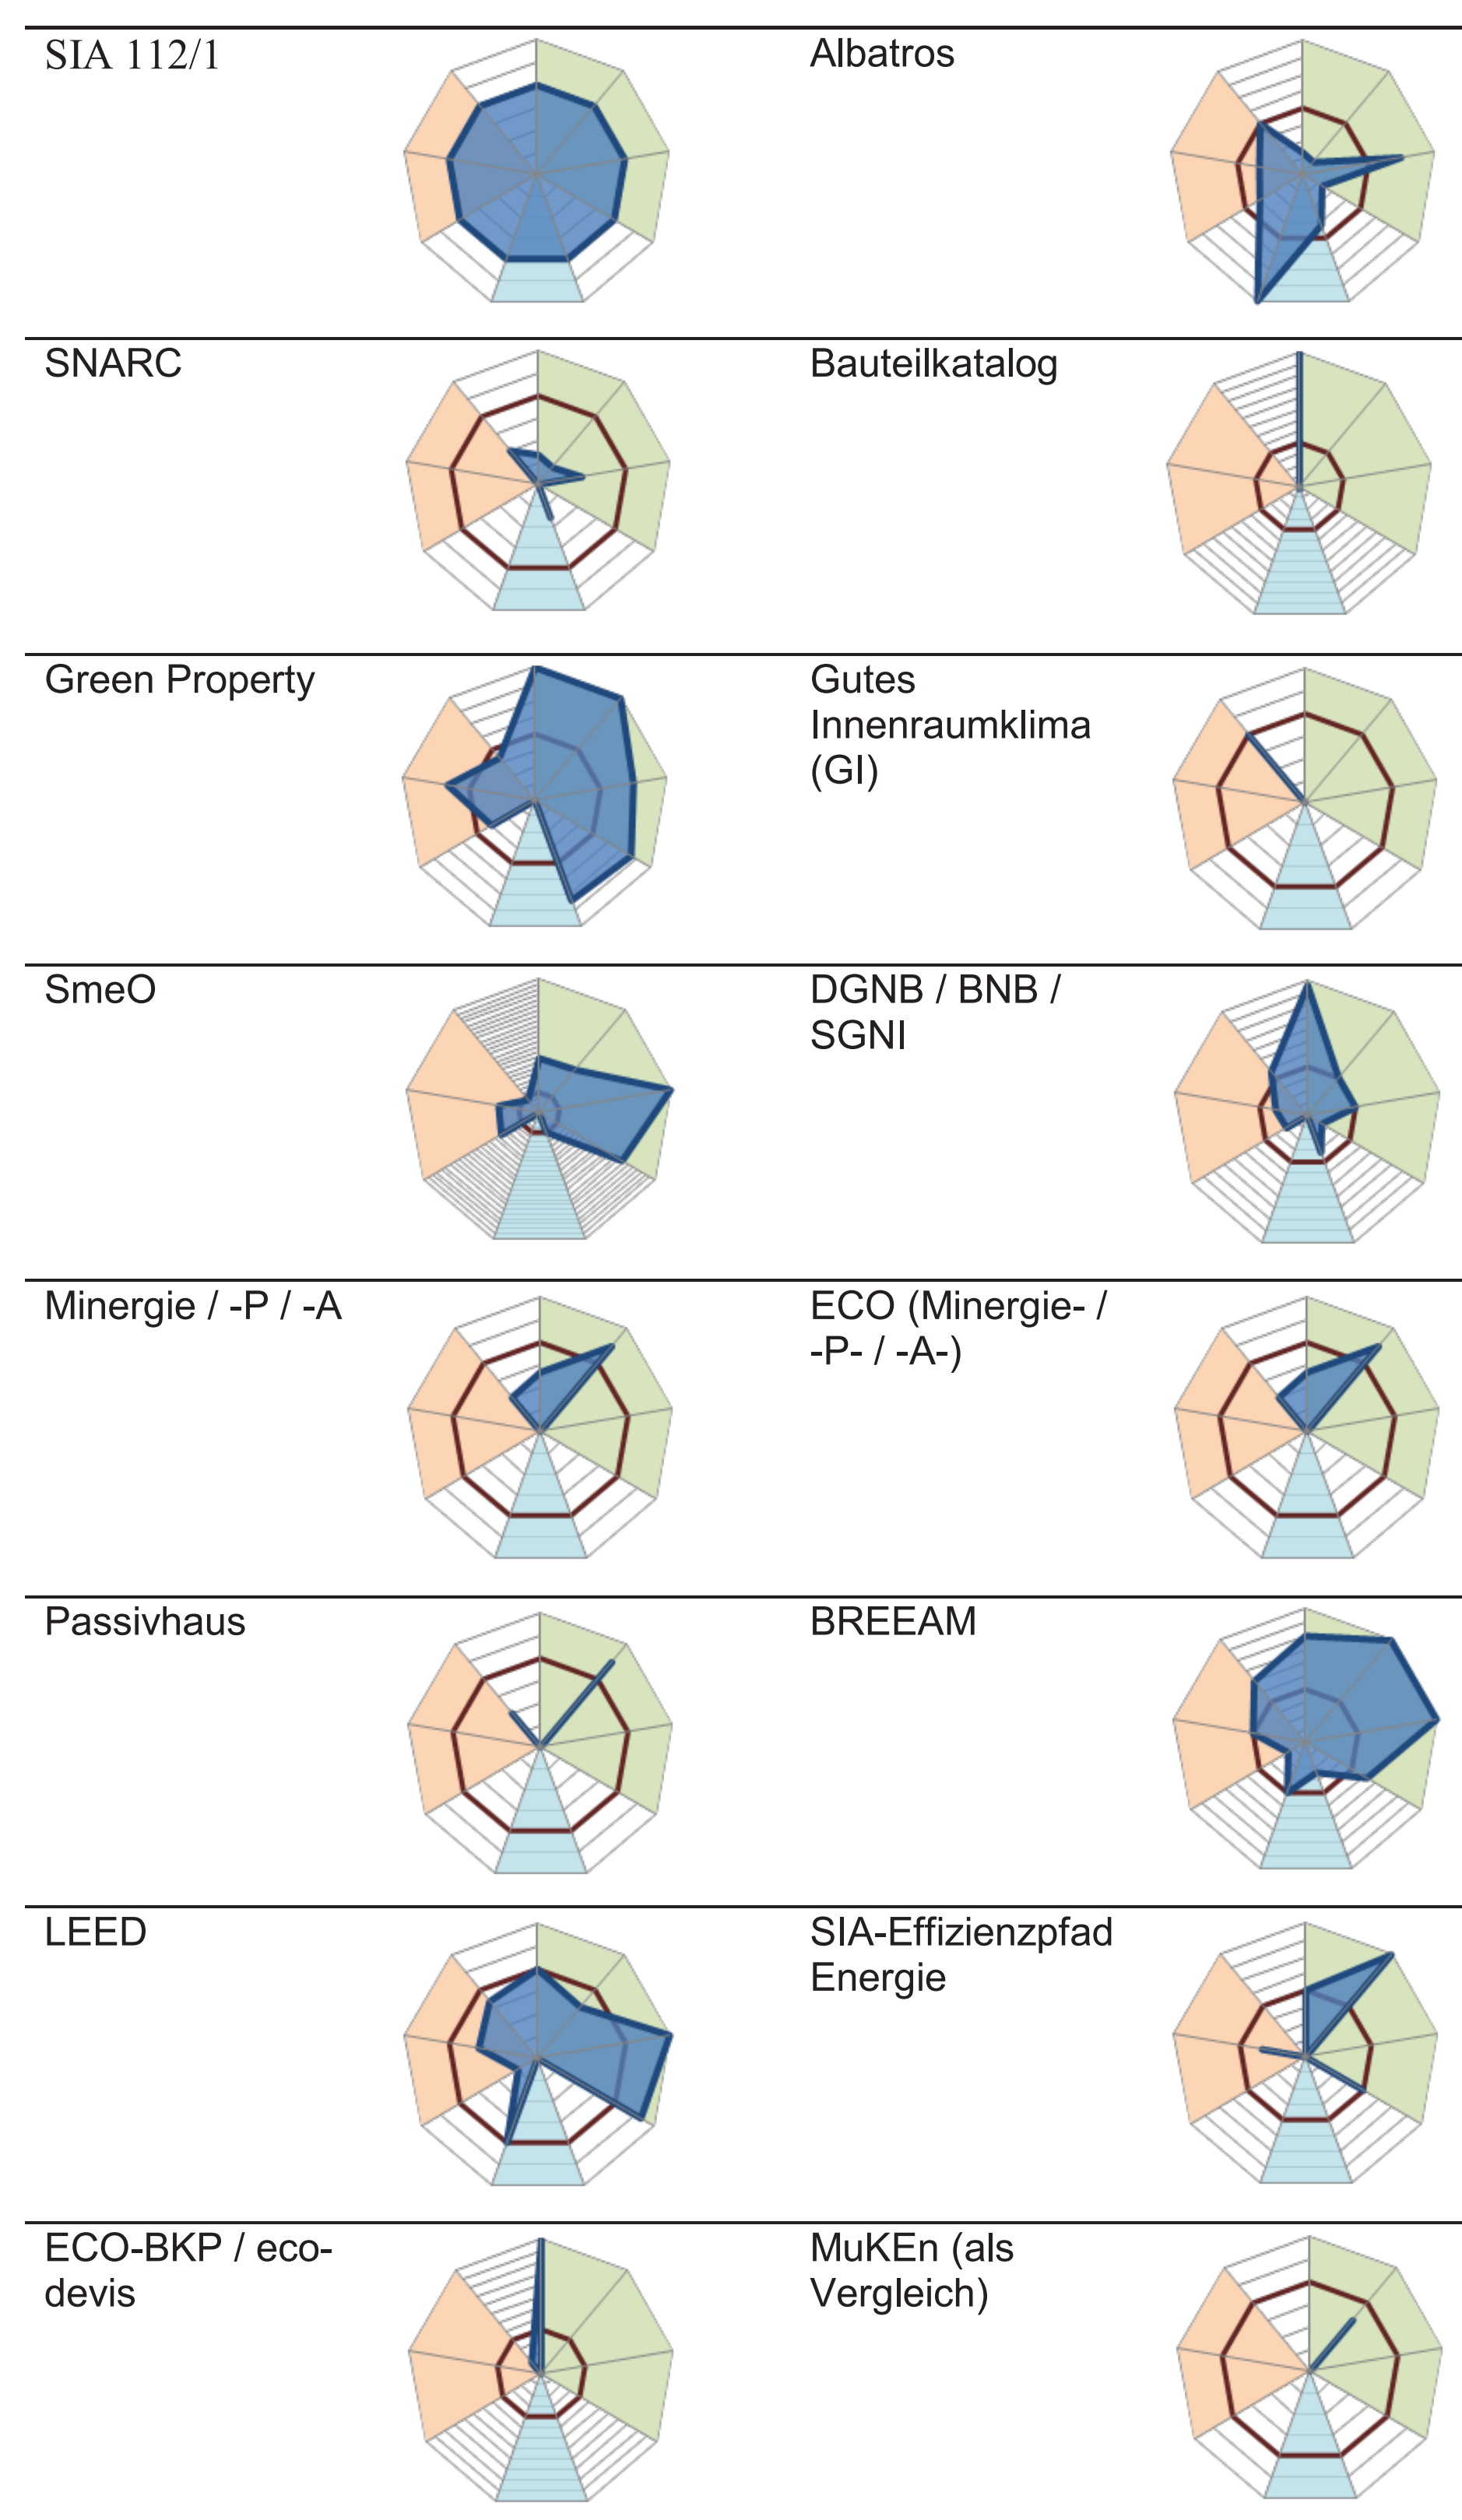 SIA 112/1
Albatros
SNARC
Bauteilkatalog
Green Property
Gutes
Innenraumklima
(GI)
SmeO
DGNB / BNB /
SGNI
Minergie / -P / -A
ECO (Minergie- /
-P- / -A-)
Passivhaus
BREEAM
LEED
SIA-Effizienzpfad
Energie
ECO-BKP / eco-
devis
MuKEn (als
Vergleich)